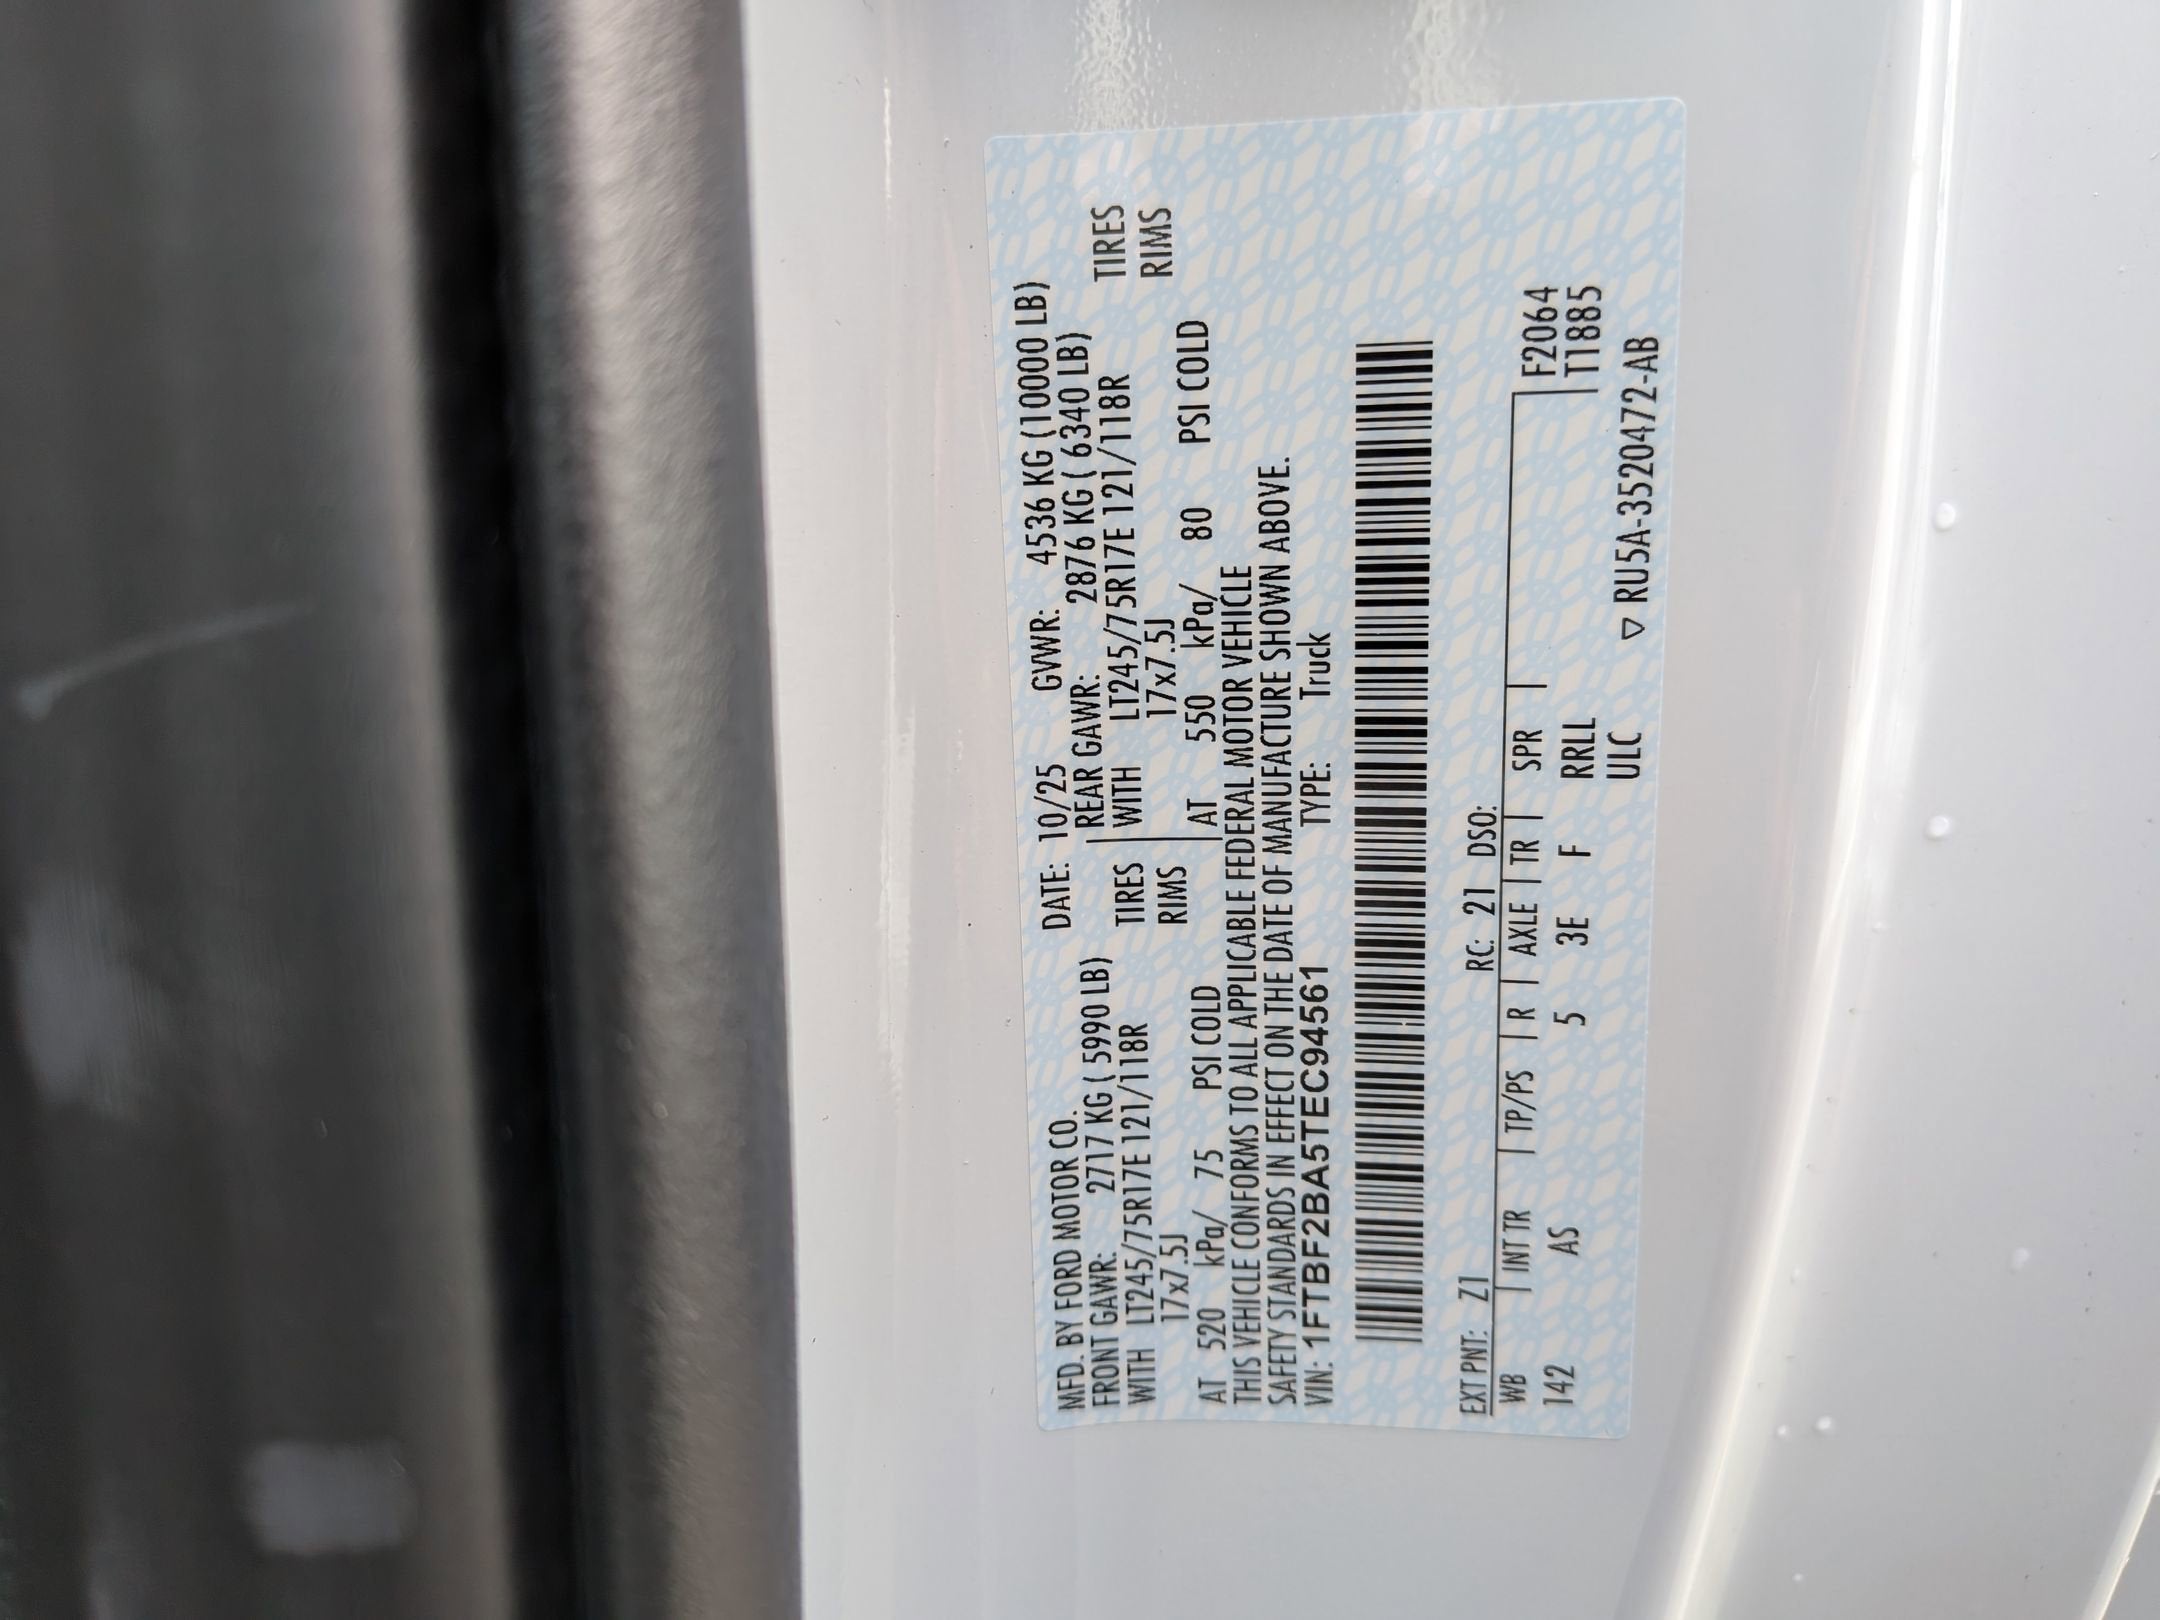 MFD. BY FORD MOTOR CO. DATE: 10/25 GVWR: 4536 KG (10000 LB)
FRONT GAWR: 2717 KG ( 5990 LB) REAR GAWR: 2876 KG ( 6340 LB)
WITH LT245/75R17E 121/118R TIRES WITH LT245/75R17E 121/118R TIRES
17x7.5J RIMS 17x7.5J RIMS
AT 520 kPa/ 75 PSI COLD AT 550 kPa/ 80 PSI COLD
THIS VEHICLE CONFORMS TO ALL APPLICABLE FEDERAL MOTOR VEHICLE
SAFETY STANDARDS IN EFFECT ON THE DATE OF MANUFACTURE SHOWN ABOVE.
VIN: 1FTBF2BA5TEC94561 TYPE: Truck
EXT PNT: Z1 RC: 21 DSO:
WB | INT TR | TP/PS | R | AXLE | TR | SPR | F2064
142 AS 5 3E F RRLL T1885
ULC ▽ RU5A-3520472-AB